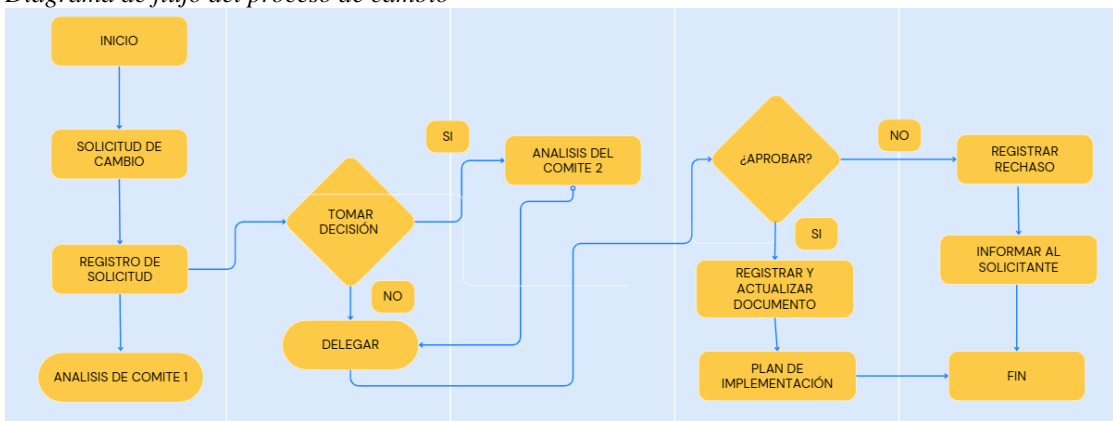 Diagrama de flujo del proceso de cambio
INICIO
SOLICITUD DE
CAMBIO
REGISTRO DE
SOLICITUD
ANALISIS DE COMITE 1
TOMAR
DECISIÓN
SI
NO
DELEGAR
ANALISIS DEL
COMITE 2
¿APROBAR?
NO
SI
REGISTRAR Y
ACTUALIZAR
DOCUMENTO
PLAN DE
IMPLEMENTACIÓN
REGISTRAR
RECHASO
INFORMAR AL
SOLICITANTE
FIN